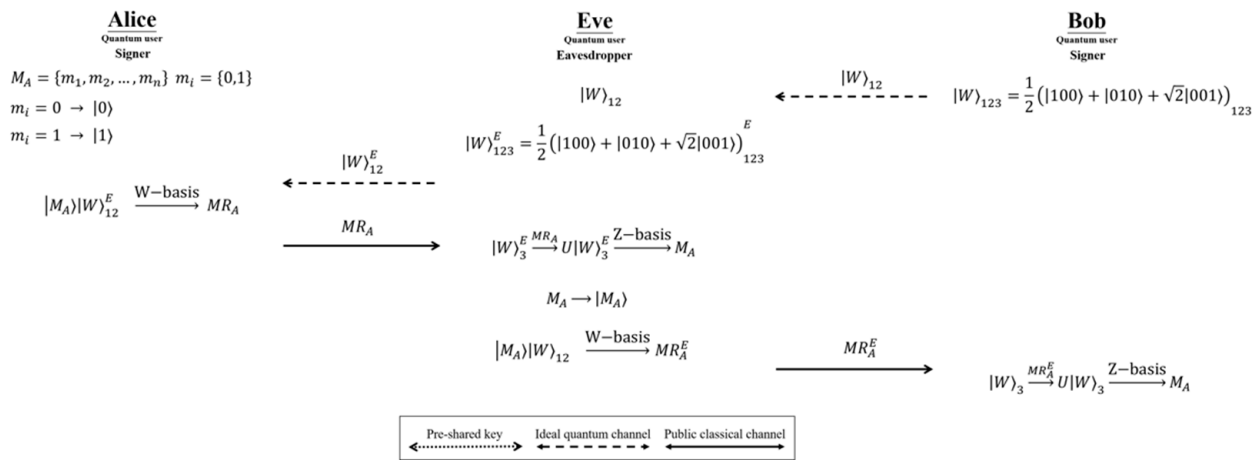 Alice
Quantum user
Signer
M_A = {m_1, m_2, …, m_n} m_i = {0,1}
m_i = 0 → |0⟩
m_i = 1 → |1⟩
|M_A⟩|W⟩^E_12 W−basis → MR_A
Eve
Quantum user
Eavesdropper
|W⟩_12
|W⟩^E_123 = 1/2(|100⟩ + |010⟩ + √2|001⟩)^E_123
|W⟩^E_12
MR_A
|W⟩^E_3 MR_A → U|W⟩^E_3 Z−basis → M_A
M_A → |M_A⟩
|M_A⟩|W⟩_12 W−basis → MR^E_A
Bob
Quantum user
Signer
|W⟩_12
|W⟩_123 = 1/2(|100⟩ + |010⟩ + √2|001⟩)_123
MR^E_A
|W⟩_3 MR^E_A → U|W⟩_3 Z−basis → M_A
Pre-shared key Ideal quantum channel Public classical channel